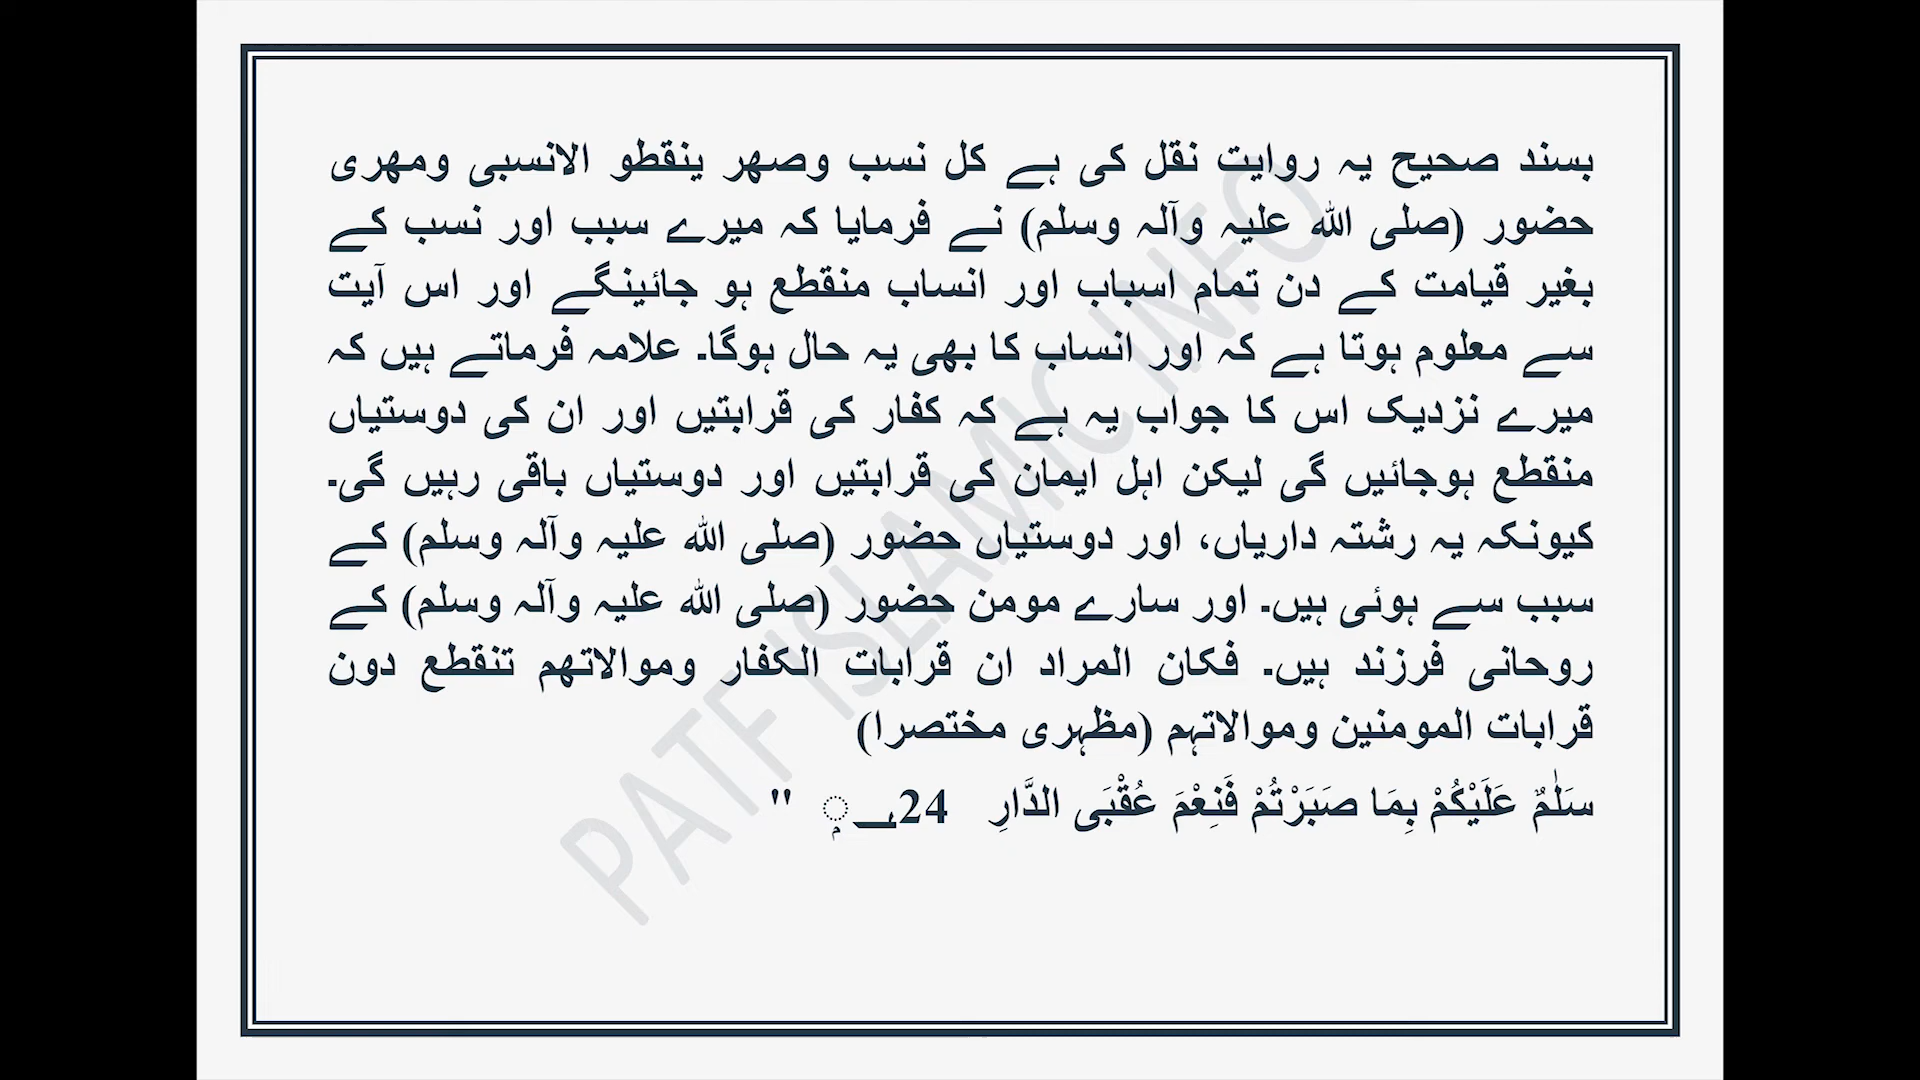 بسند صحیح یہ روایت نقل کی ہے کل نسب وصھر ینقطو الانسبی ومھری
حضور (صلی اللہ علیہ وآلہ وسلم) نے فرمایا کہ میرے سبب اور نسب کے
بغیر قیامت کے دن تمام اسباب اور انساب منقطع ہو جائینگے اور اس آیت
سے معلوم ہوتا ہے کہ اور انساب کا بھی یہ حال ہوگا۔ علامہ فرماتے ہیں کہ
میرے نزدیک اس کا جواب یہ ہے کہ کفار کی قرابتیں اور ان کی دوستیاں
منقطع ہوجائیں گی لیکن اہل ایمان کی قرابتیں اور دوستیاں باقی رہیں گی۔
کیونکہ یہ رشتہ داریاں، اور دوستیاں حضور (صلی اللہ علیہ وآلہ وسلم) کے
سبب سے ہوئی ہیں۔ اور سارے مومن حضور (صلی اللہ علیہ وآلہ وسلم) کے
روحانی فرزند ہیں۔ فکان المراد ان قرابات الکفار وموالاتھم تنقطع دون
قرابات المومنین وموالاتہم (مظہری مختصرا)
سَلٰمٌ عَلَيْكُمْ بِمَا صَبَرْتُمْ فَنِعْمَ عُقْبَى الدَّارِ 24؀ۭ "
PATF ISLAMIC INFO